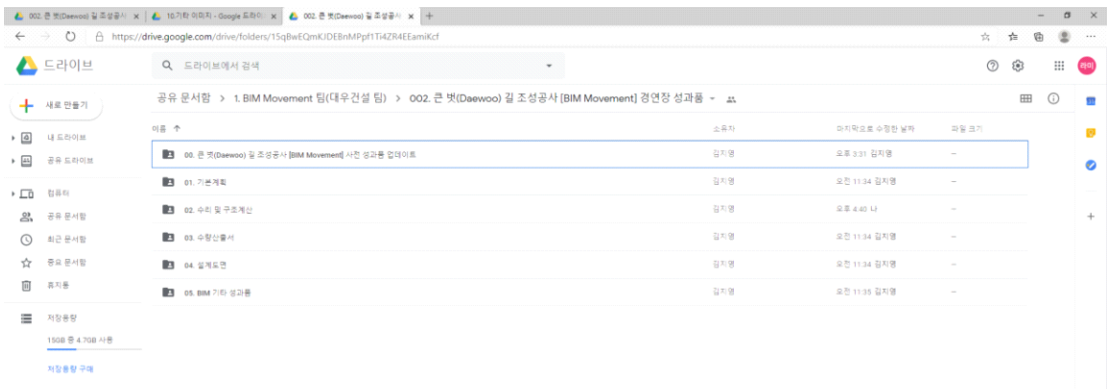 002. 큰 벗(Daewoo) 길 조성공사
10.기타 이미지 - Google 드라이
002. 큰 벗(Daewoo) 길 조성공사
https://drive.google.com/drive/folders/15qBwEQmKJDEBnMPpf1Ti4ZR4EEamiKcf
드라이브
드라이브에서 검색
라미
새로 만들기
공유 문서함 > 1. BIM Movement 팀(대우건설 팀) > 002. 큰 벗(Daewoo) 길 조성공사 [BIM Movement] 경연장 성과품
내 드라이브
공유 드라이브
컴퓨터
공유 문서함
최근 문서함
중요 문서함
휴지통
저장용량
15GB 중 4.7GB 사용
저장용량 구매
이름 소유자 마지막으로 수정한 날짜 파일 크기
00. 큰 벗(Daewoo) 길 조성공사 [BIM Movement] 사전 성과품 업데이트 김치영 오후 3:31 김치영 –
01. 기본계획 김치영 오전 11:34 김치영 –
02. 수리 및 구조계산 김치영 오후 4:40 나 –
03. 수량산출서 김치영 오전 11:34 김치영 –
04. 설계도면 김치영 오전 11:34 김치영 –
05. BIM 기타 성과품 김치영 오전 11:35 김치영 –